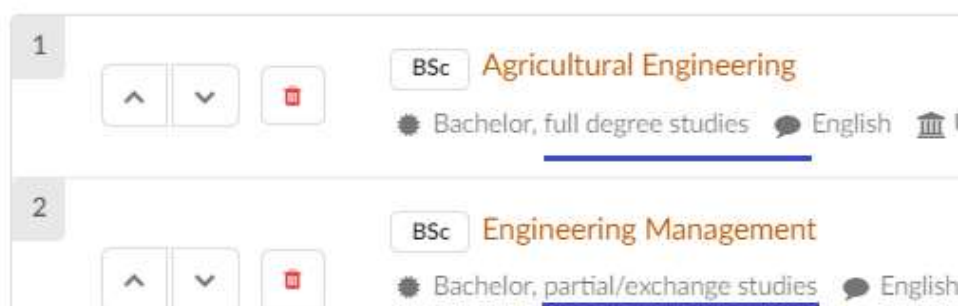 1
BSc Agricultural Engineering
Bachelor, full degree studies English
2
BSc Engineering Management
Bachelor, partial/exchange studies English